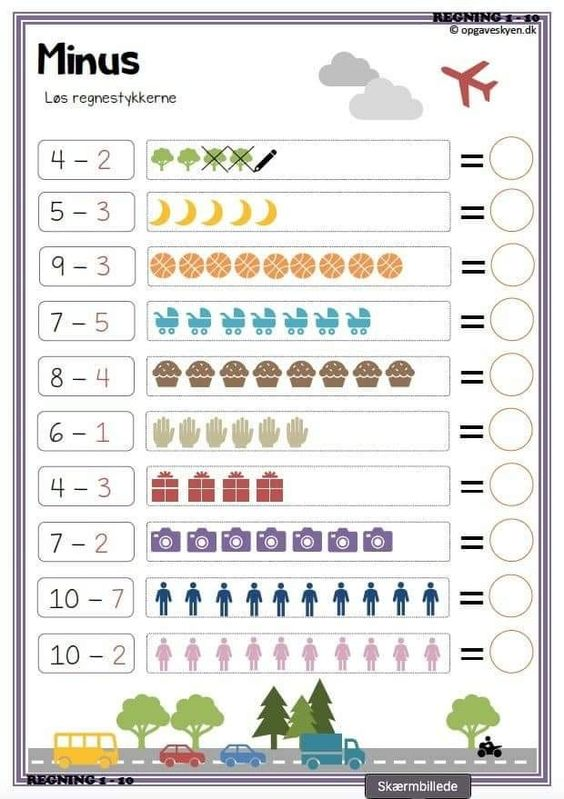 REGNING 1 - 10
© opgaveskyen.dk
Minus
Løs regnestykkerne
4 – 2 =
5 – 3 =
9 – 3 =
7 – 5 =
8 – 4 =
6 – 1 =
4 – 3 =
7 – 2 =
10 – 7 =
10 – 2 =
REGNING 1 - 10
Skærmbillede